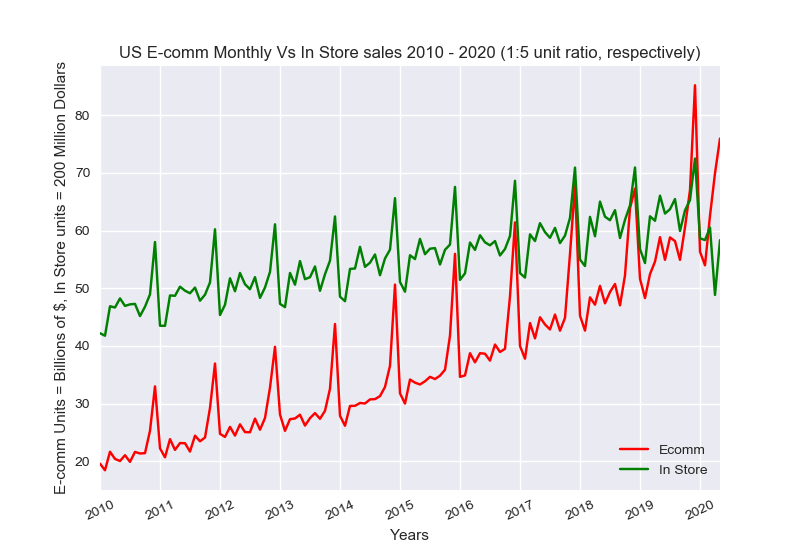 US E-comm Monthly Vs In Store sales 2010 - 2020 (1:5 unit ratio, respectively)
E-comm Units = Billions of $, In Store units = 200 Million Dollars
80
70
60
50
40
30
20
2010 2011 2012 2013 2014 2015 2016 2017 2018 2019 2020
Years
Ecomm
In Store